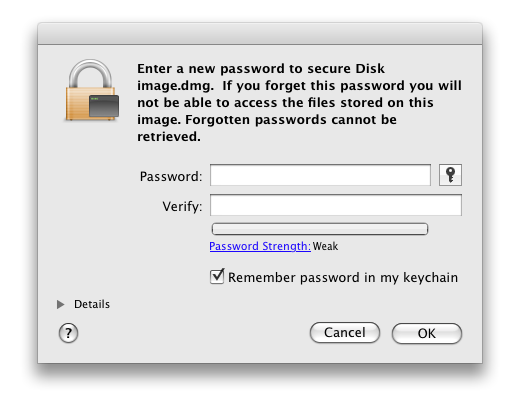 Enter a new password to secure Disk
image.dmg.  If you forget this password you will
not be able to access the files stored on this
image. Forgotten passwords cannot be
retrieved.
Password:
Verify:
Password Strength: Weak
Remember password in my keychain
Details
?
Cancel
OK